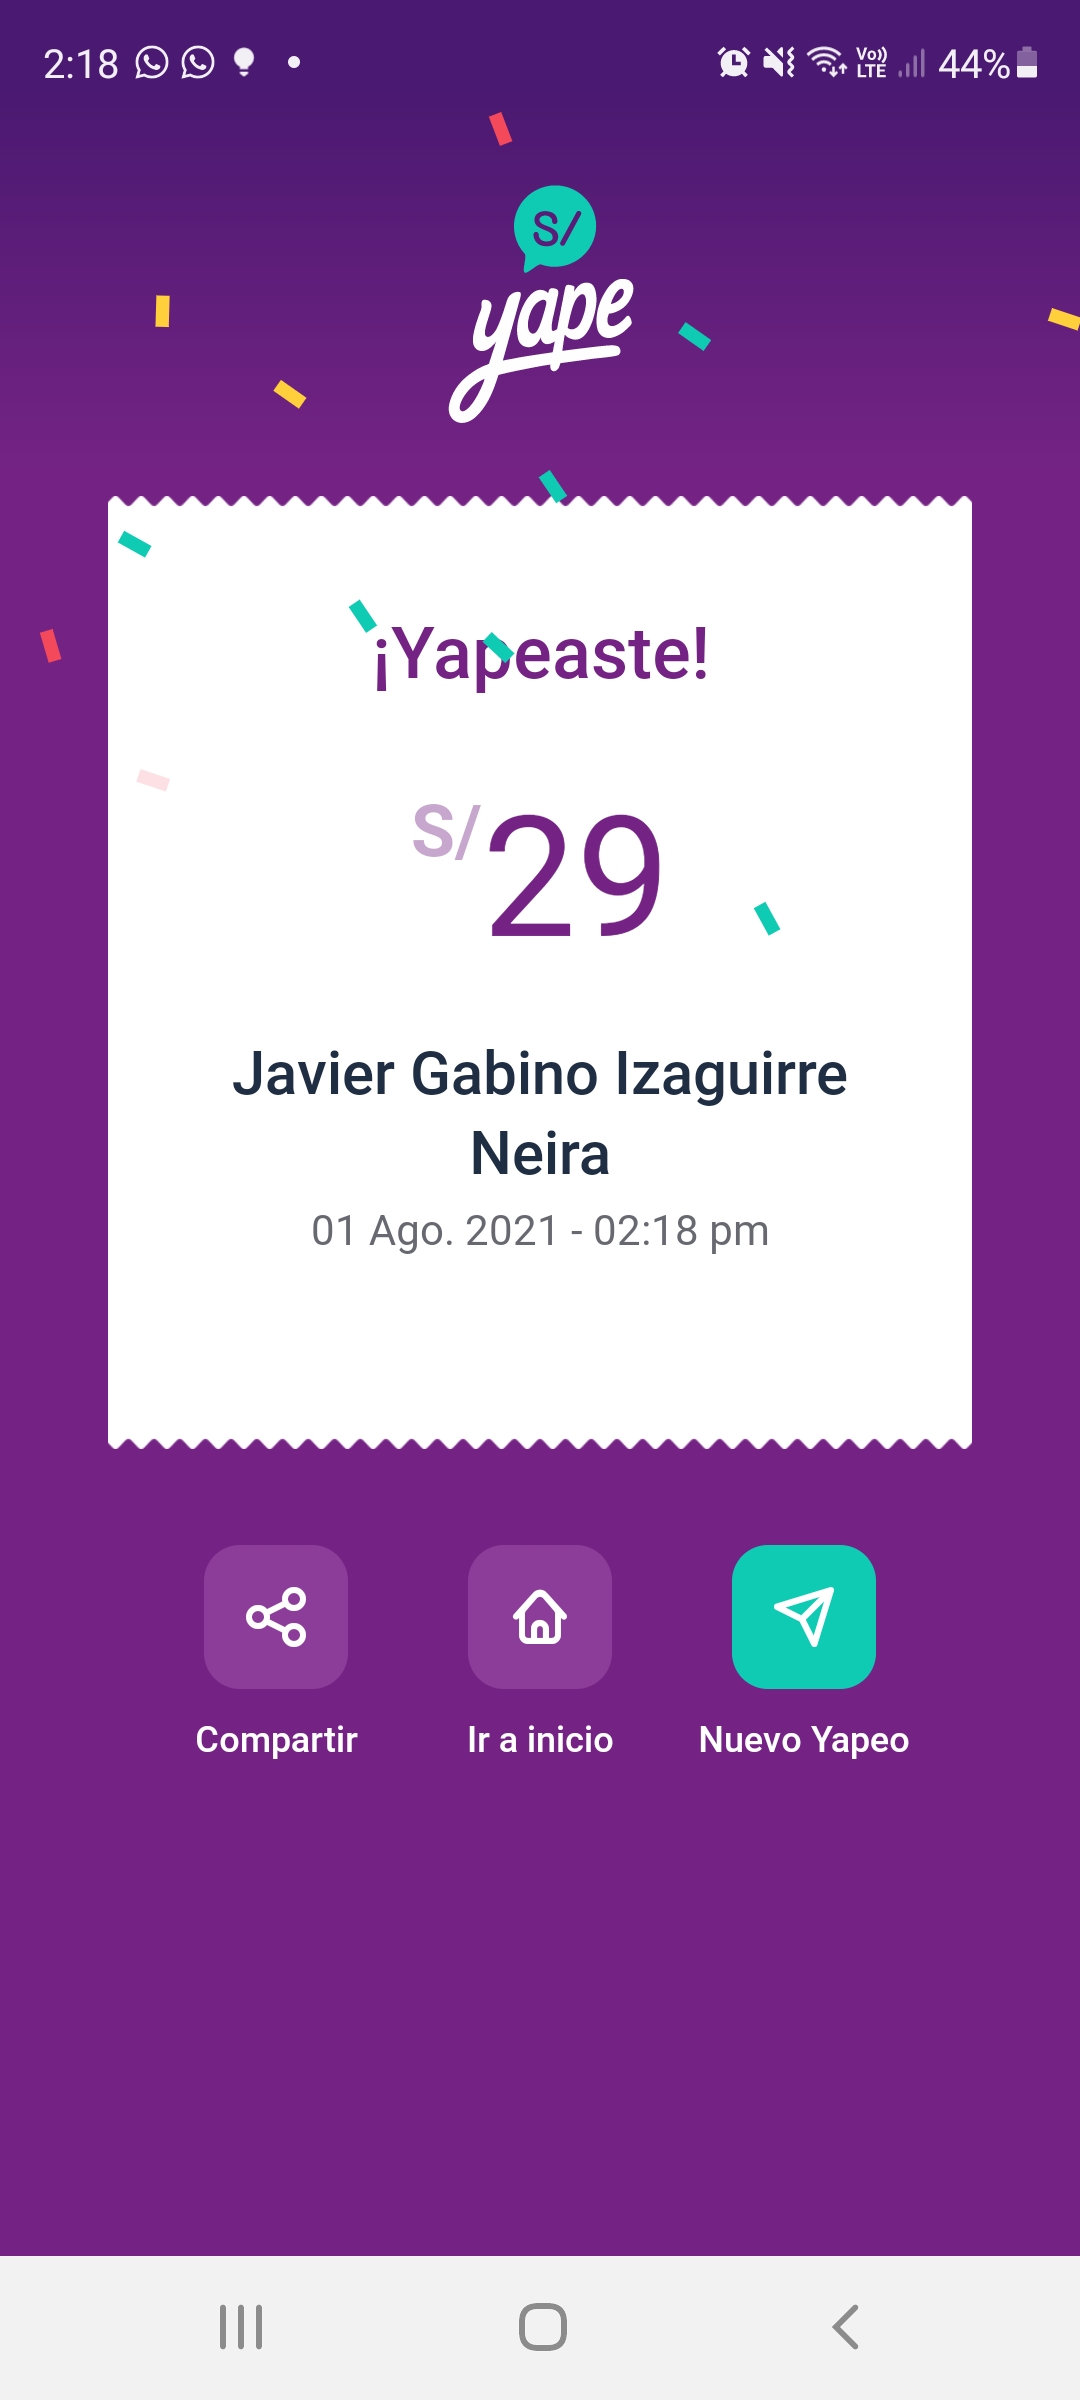 2:18
Vo)) LTE
44%
S/
yape
¡Yapeaste!
S/29
Javier Gabino Izaguirre
Neira
01 Ago. 2021 - 02:18 pm
Compartir
Ir a inicio
Nuevo Yapeo